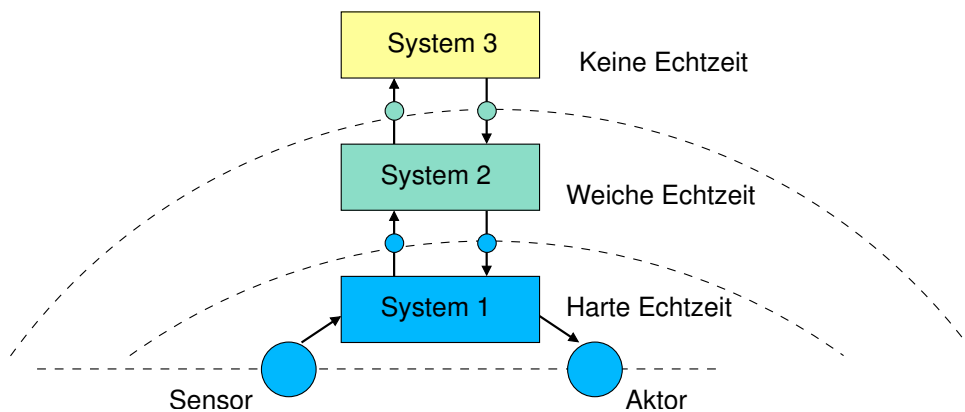 System 3
Keine Echtzeit
System 2
Weiche Echtzeit
System 1
Harte Echtzeit
Sensor
Aktor